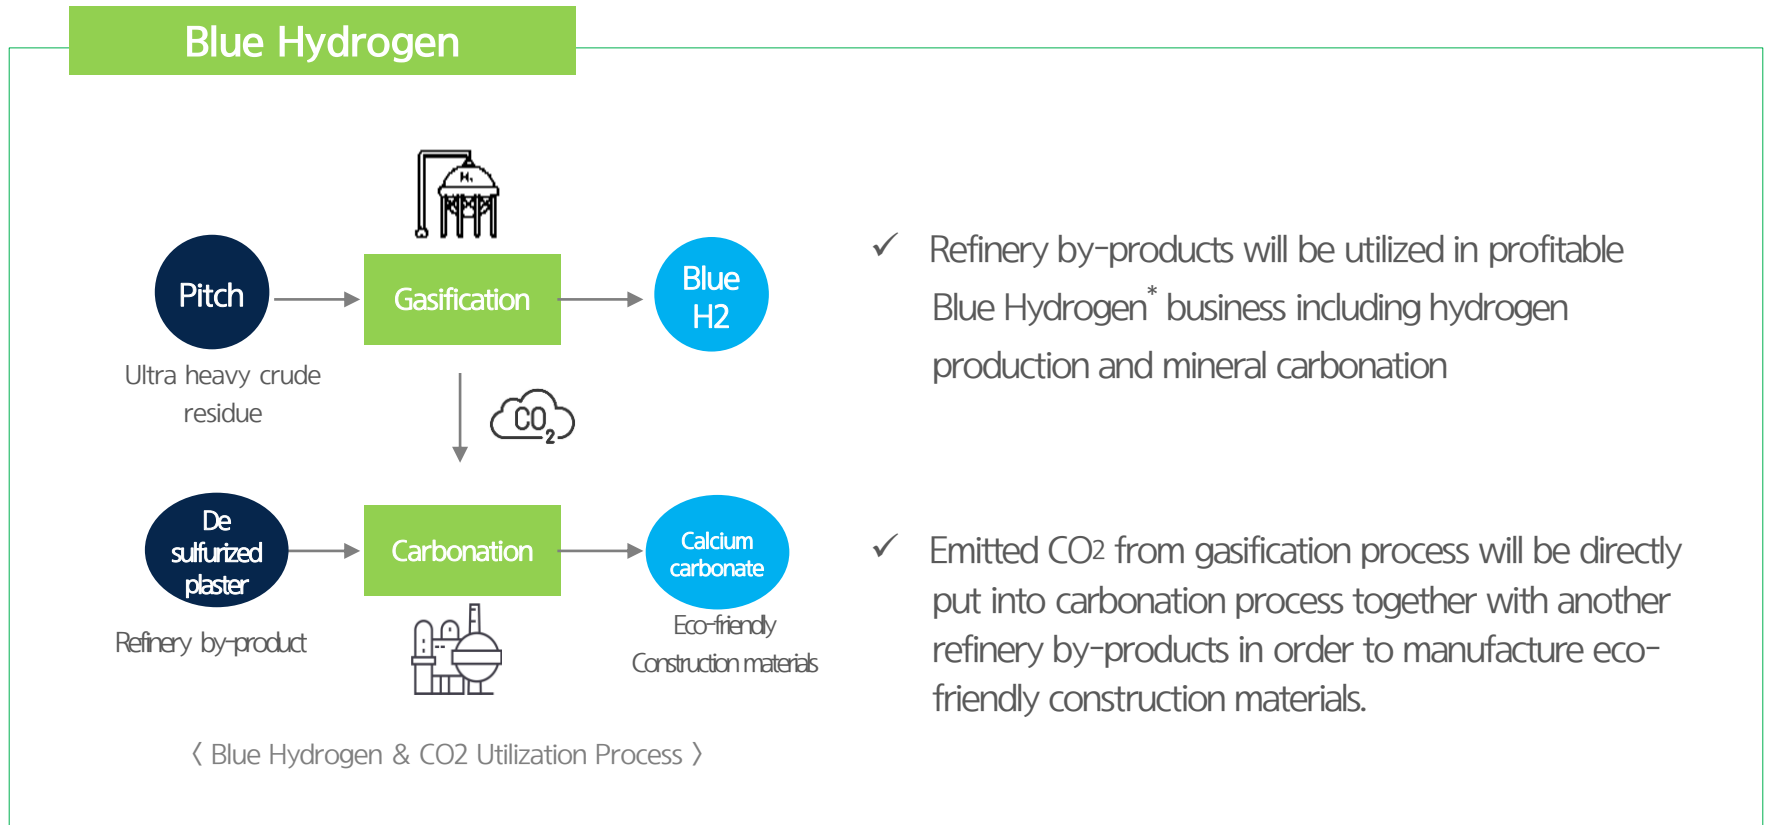 Blue Hydrogen
H₂
Pitch
Gasification
Blue
H2
Ultra heavy crude
residue
CO₂
De
sulfurized
plaster
Carbonation
Calcium
carbonate
Refinery by-product
Eco-friendly
Construction materials
〈 Blue Hydrogen & CO2 Utilization Process 〉
✓ Refinery by-products will be utilized in profitable
Blue Hydrogen* business including hydrogen
production and mineral carbonation
✓ Emitted CO2 from gasification process will be directly
put into carbonation process together with another
refinery by-products in order to manufacture eco-
friendly construction materials.